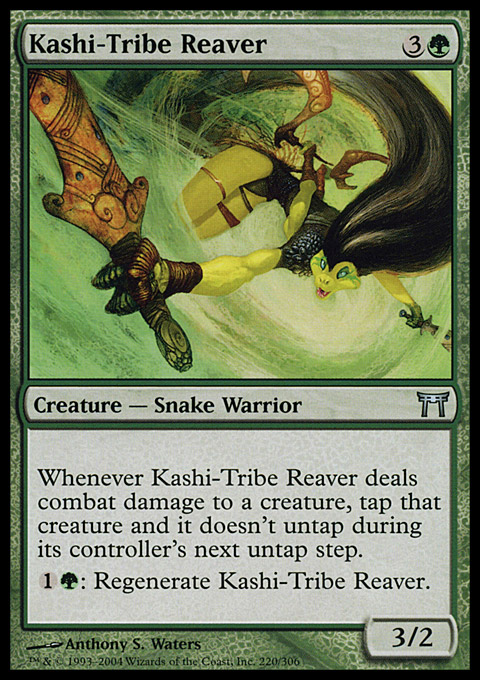 Kashi-Tribe Reaver 3
Creature — Snake Warrior
Whenever Kashi-Tribe Reaver deals
combat damage to a creature, tap that
creature and it doesn't untap during
its controller's next untap step.
1 : Regenerate Kashi-Tribe Reaver.
Anthony S. Waters
3/2
™ & © 1993–2004 Wizards of the Coast, Inc. 220/306